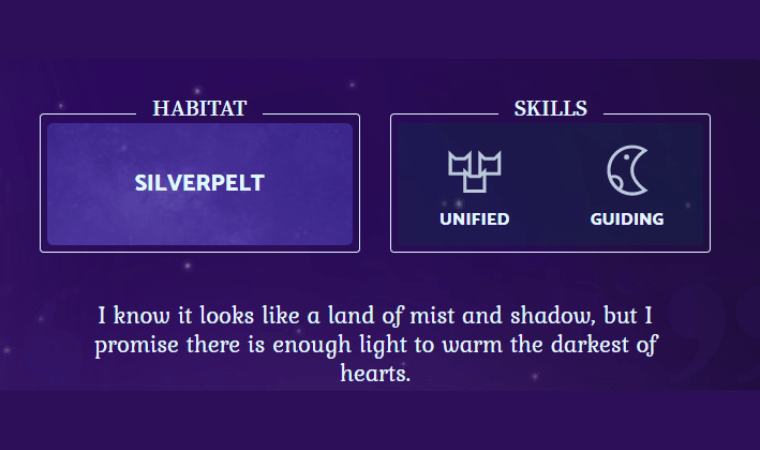 HABITAT
SILVERPELT
SKILLS
UNIFIED
GUIDING
I know it looks like a land of mist and shadow, but I
promise there is enough light to warm the darkest of
hearts.